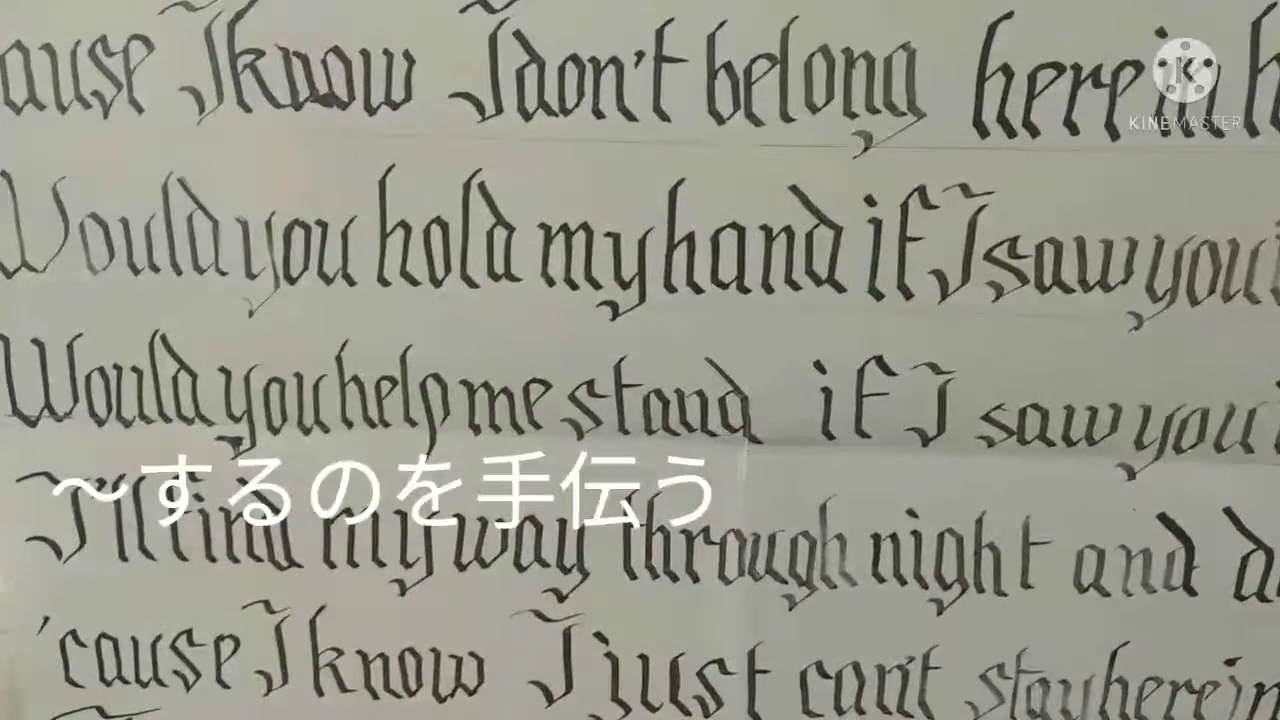 ause I know I don't belong here in h
KINEMASTER
Would you hold my hand if I saw you i
Would you help me stand if I saw you i
〜するのを手伝う
I'll find my way through night and d
'cause I know I just can't stay here in